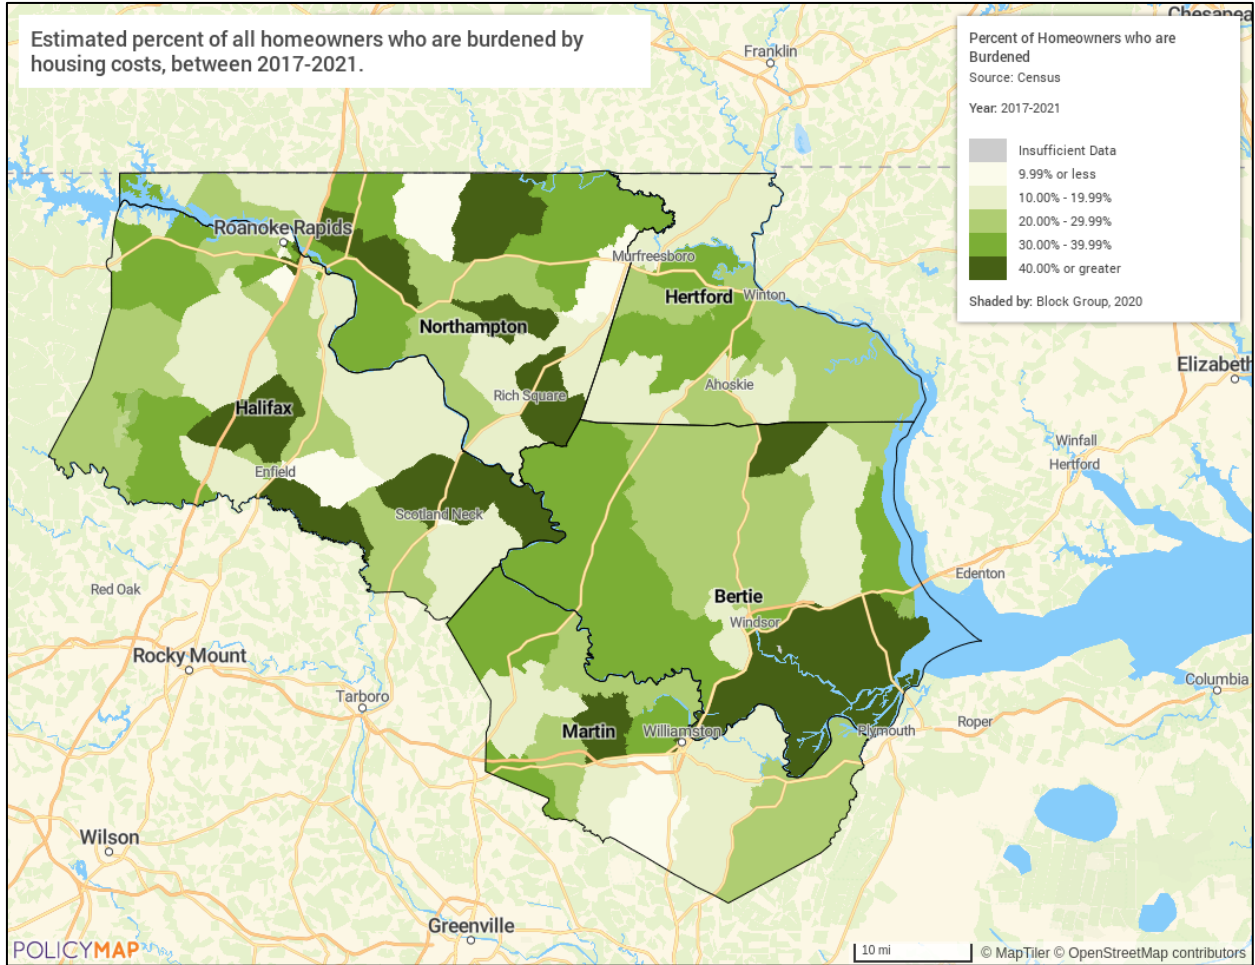 Estimated percent of all homeowners who are burdened by
housing costs, between 2017-2021.
Chesapea
Percent of Homeowners who are
Burdened
Source: Census
Year: 2017-2021
Insufficient Data
9.99% or less
10.00% - 19.99%
20.00% - 29.99%
30.00% - 39.99%
40.00% or greater
Shaded by: Block Group, 2020
Franklin
Roanoke Rapids
Murfreesboro
Hertford
Winton
Northampton
Elizabeth
Rich Square
Ahoskie
Halifax
Winfall
Hertford
Enfield
Scotland Neck
Edenton
Red Oak
Bertie
Windsor
Rocky Mount
Tarboro
Columbia
Roper
Martin
Williamston
Plymouth
Wilson
Greenville
POLICYMAP
10 mi
© MapTiler © OpenStreetMap contributors